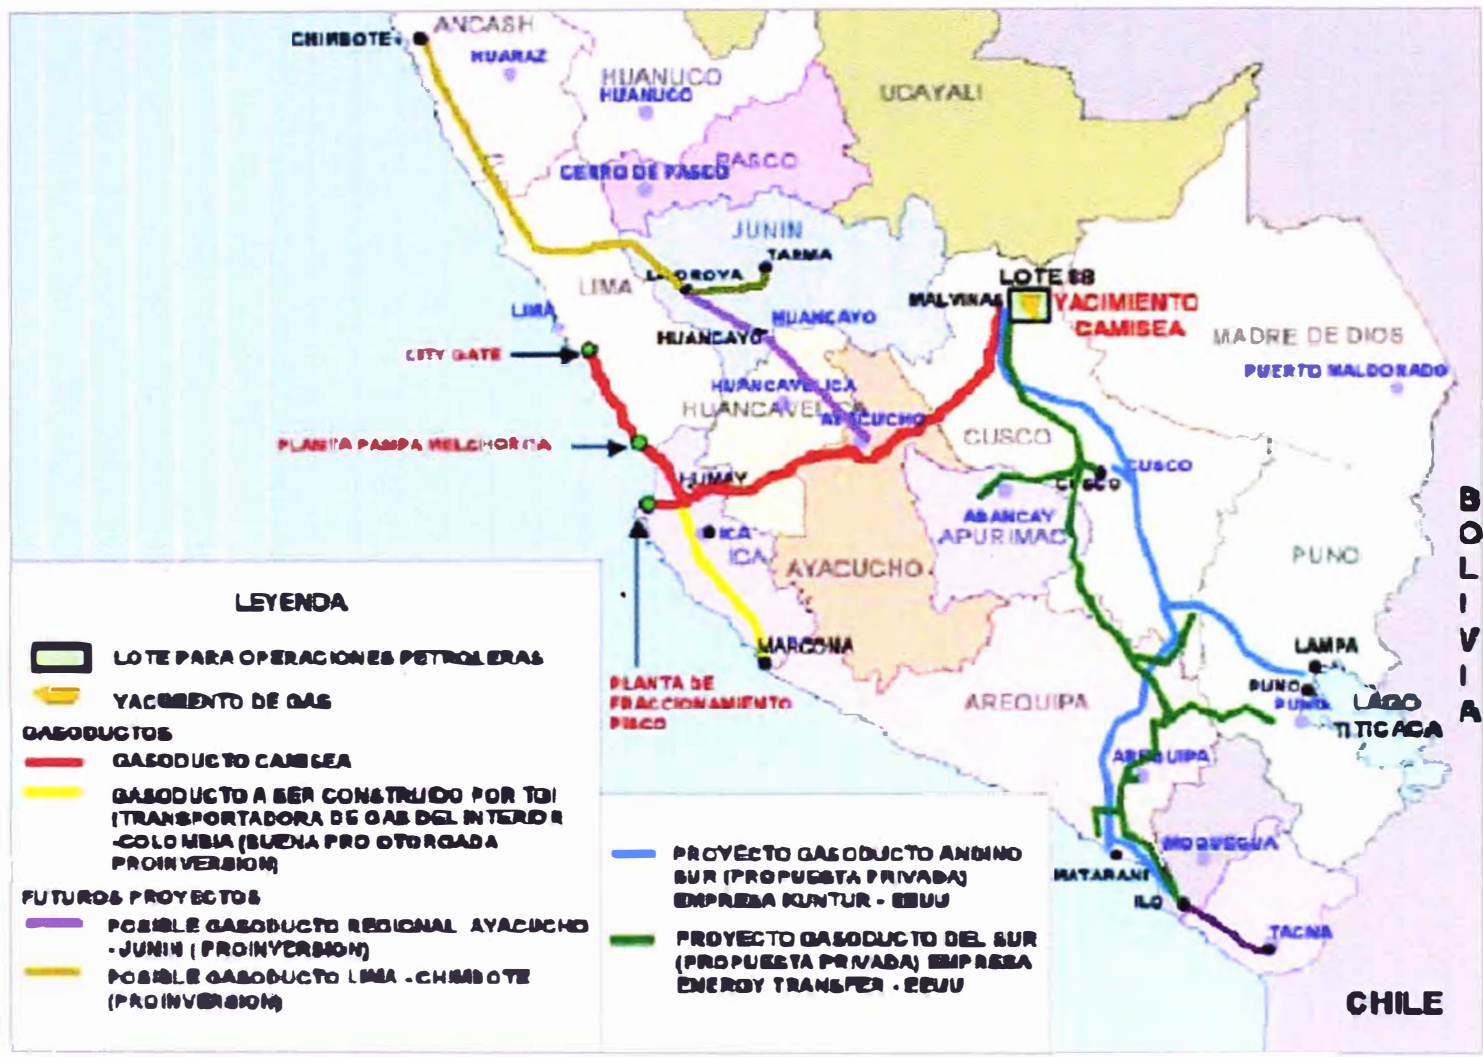 ANCASH
CHIMBOTE
HUARAZ
HUANUCO
HUANUCO
UCAYALI
PASCO
CERRO DE PASCO
JUNIN
TARMA
LA OROYA
LIMA
LIMA
LOTE 88
MALVINAS
YACIMIENTO
CAMISEA
MADRE DE DIOS
PUERTO MALDONADO
HUANCAYO
HUANCAYO
CITY GATE
HUANCAVELICA
HUANCAVELICA
AYACUCHO
CUSCO
PLANTA PAMPA MELCHORITA
HUMAY
CUSCO
CUSCO
ABANCAY
APURIMAC
ICA
ICA
AYACUCHO
PUNO
BOLIVIA
MARCONA
LAMPA
PUNO
PUNO
LAGO
TITICACA
PLANTA DE
FRACCIONAMIENTO
PISCO
AREQUIPA
AREQUIPA
MOQUEGUA
MATARANI
ILO
TACNA
CHILE
LEYENDA
LOTE PARA OPERACIONES PETROLERAS
YACIMIENTO DE GAS
GASODUCTOS
GASODUCTO CAMISEA
GASODUCTO A SER CONSTRUIDO POR TGI
(TRANSPORTADORA DE GAS DEL INTERIOR
-COLOMBIA (BUENA PRO OTORGADA
PROINVERSION)
FUTUROS PROYECTOS
POSIBLE GASODUCTO REGIONAL AYACUCHO
- JUNIN ( PROINVERSION)
POSIBLE GASODUCTO LIMA - CHIMBOTE
(PROINVERSION)
PROYECTO GASODUCTO ANDINO
SUR (PROPUESTA PRIVADA)
EMPRESA KUNTUR - EEUU
PROYECTO GASODUCTO DEL SUR
(PROPUESTA PRIVADA) EMPRESA
ENERGY TRANSFER - EEUU